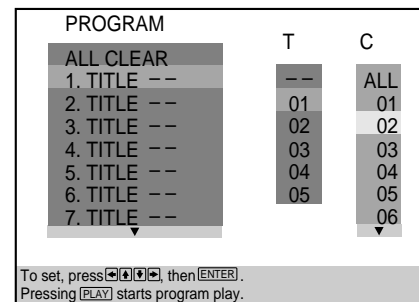 PROGRAM
ALL CLEAR
1. TITLE – –
2. TITLE – –
3. TITLE – –
4. TITLE – –
5. TITLE – –
6. TITLE – –
7. TITLE – –
T
– –
01
02
03
04
05
C
ALL
01
02
03
04
05
06
To set, press ←↑↓→, then ENTER.
Pressing PLAY starts program play.